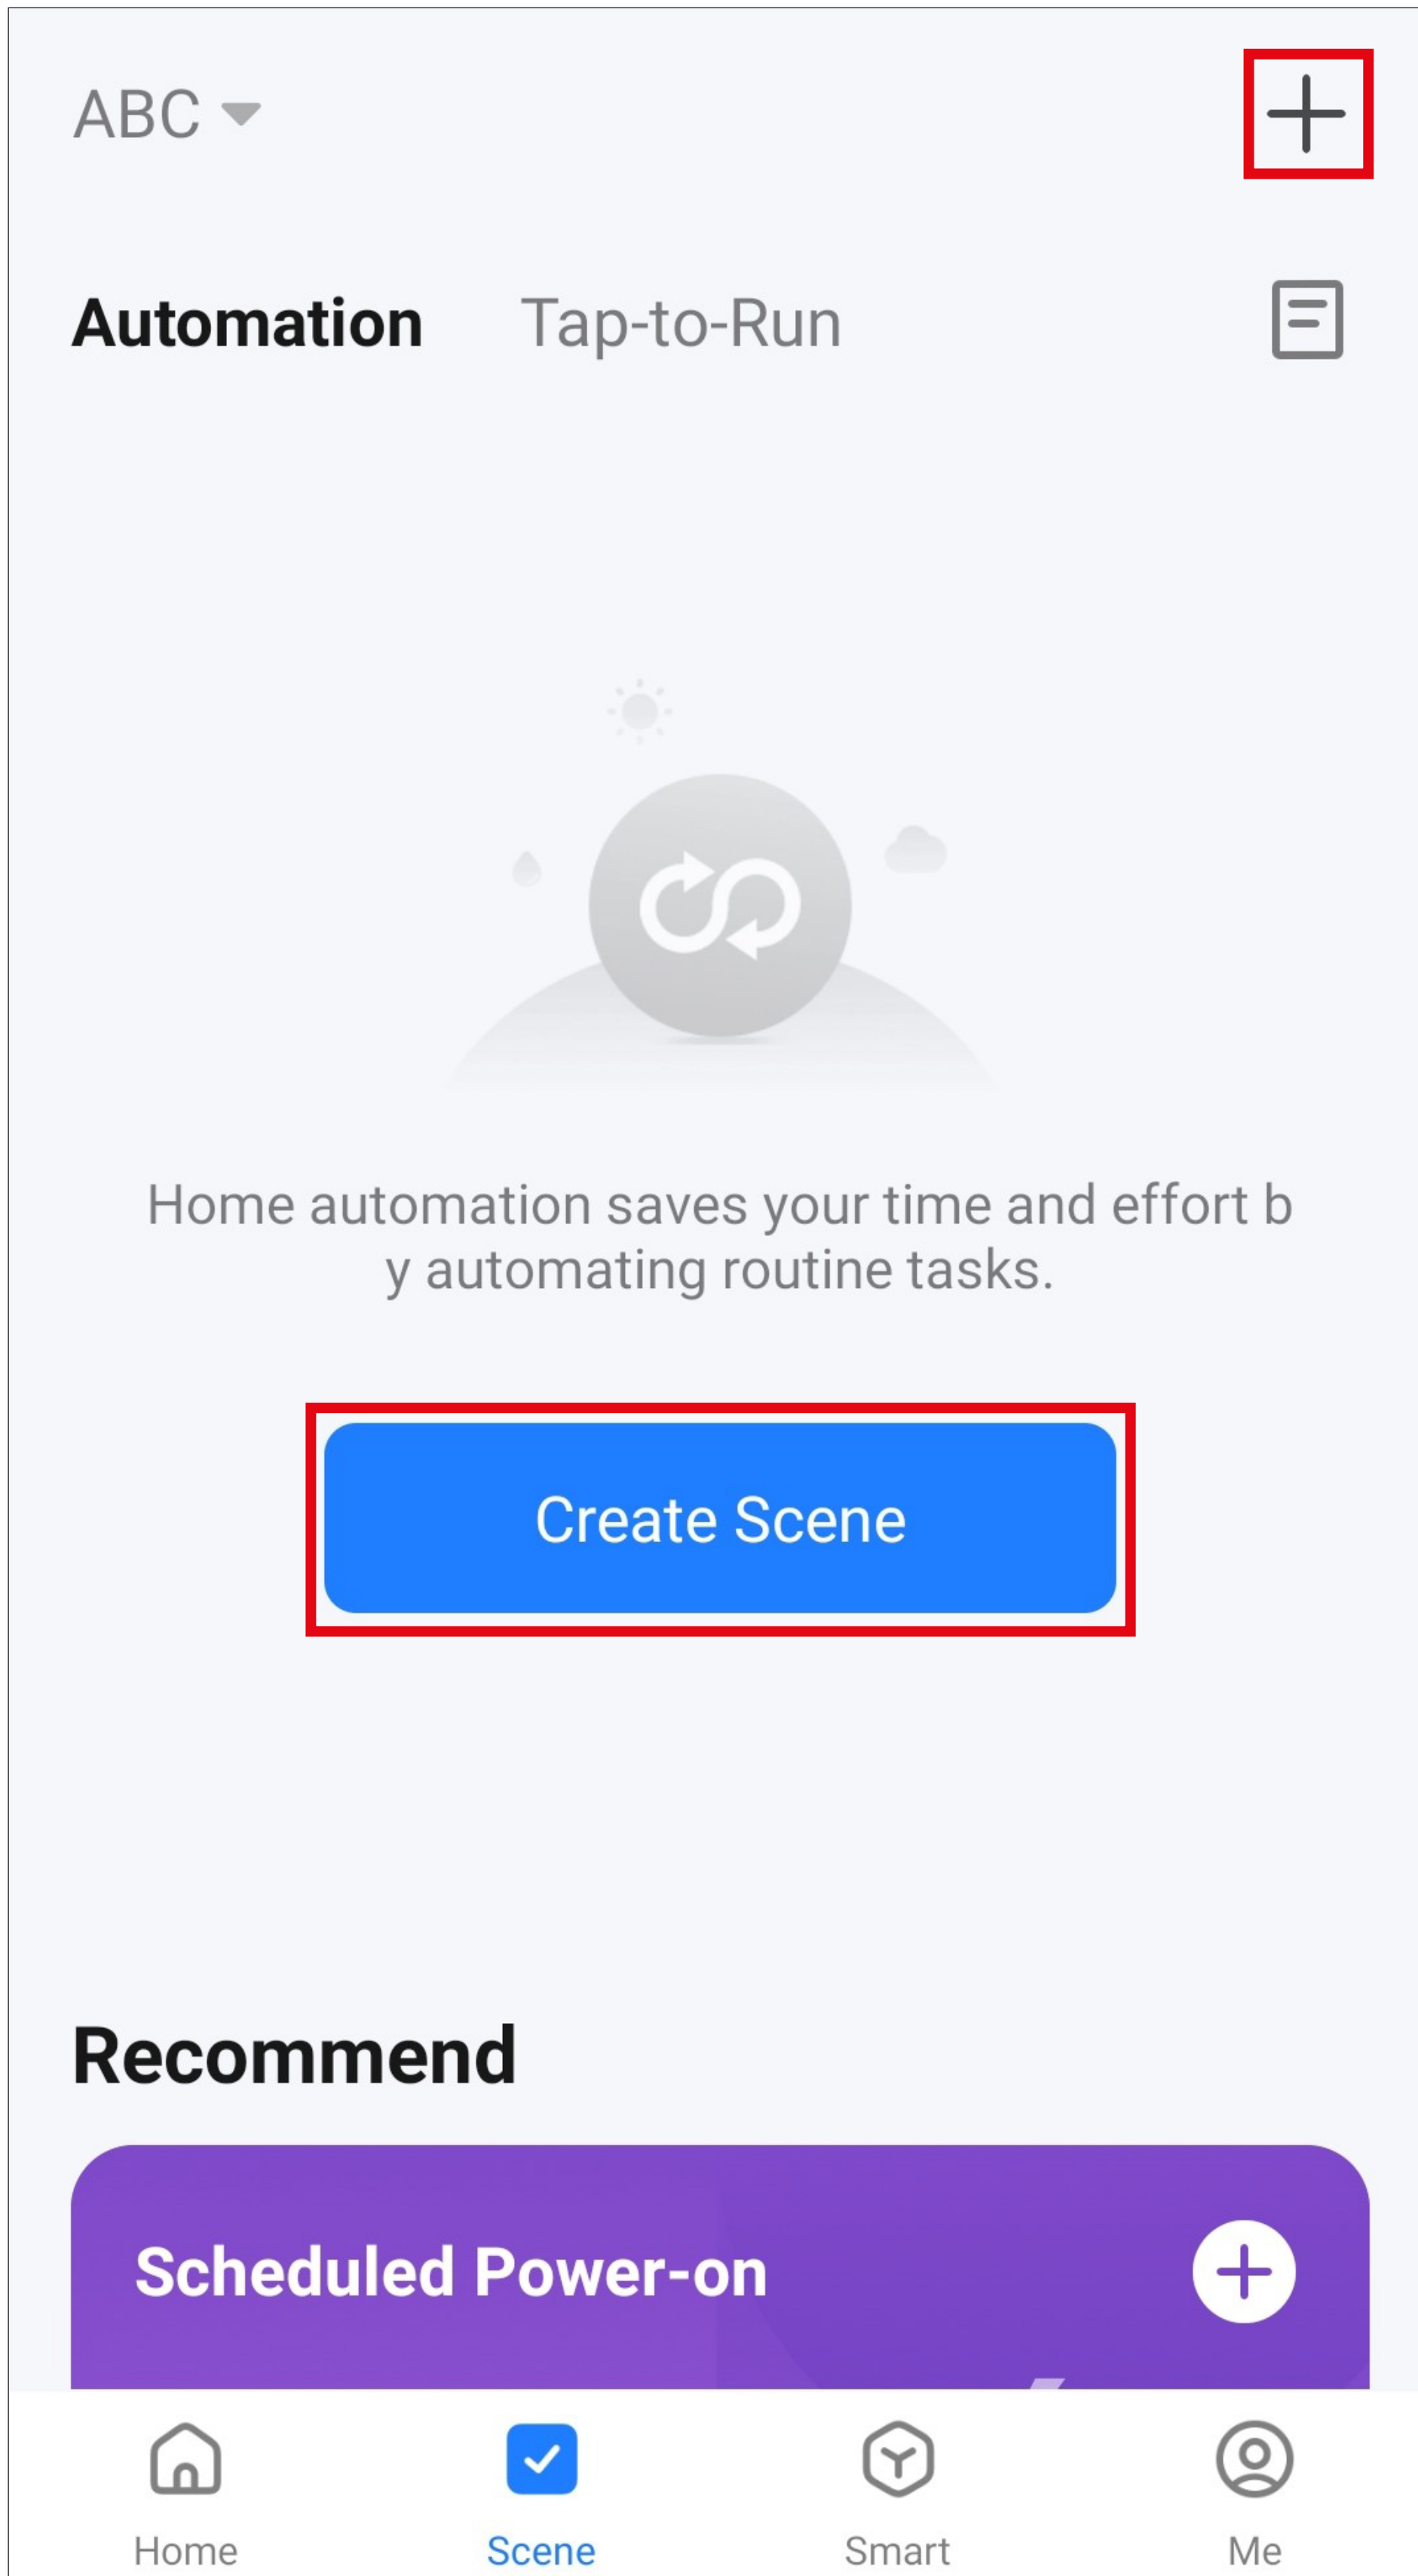 ABC
Automation Tap-to-Run
Home automation saves your time and effort b
y automating routine tasks.
Create Scene
Recommend
Scheduled Power-on
Home Scene Smart Me